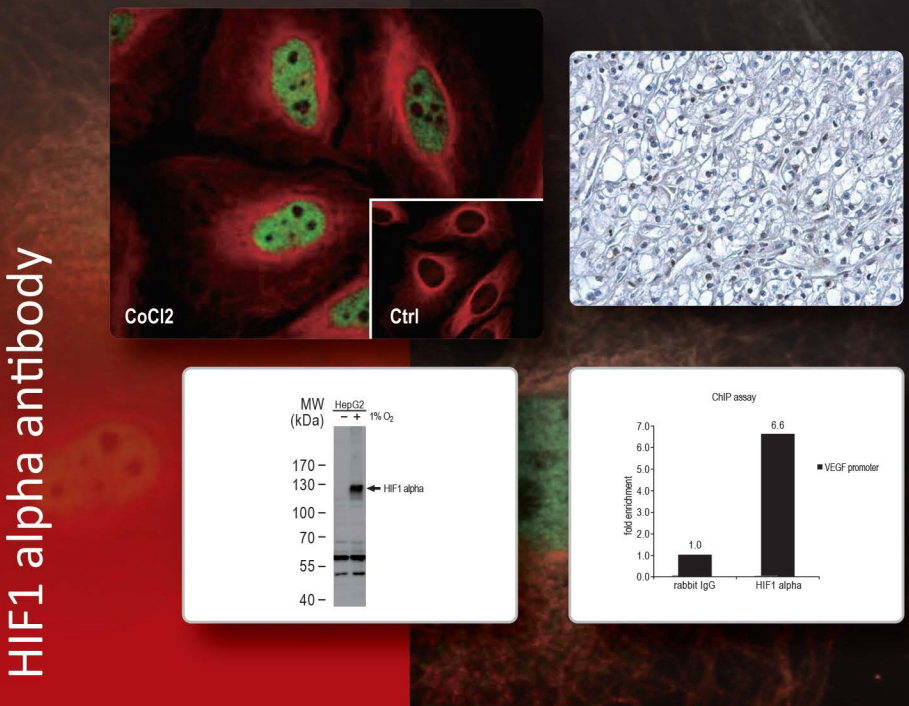 HIF1 alpha antibody
CoCl2
Ctrl
MW
(kDa)
HepG2
− + 1% O2
170 –
130 –
HIF1 alpha
100 –
70 –
55 –
40 –
ChIP assay
fold enrichment
7.0
6.0
5.0
4.0
3.0
2.0
1.0
0.0
1.0
6.6
rabbit IgG
HIF1 alpha
VEGF promoter